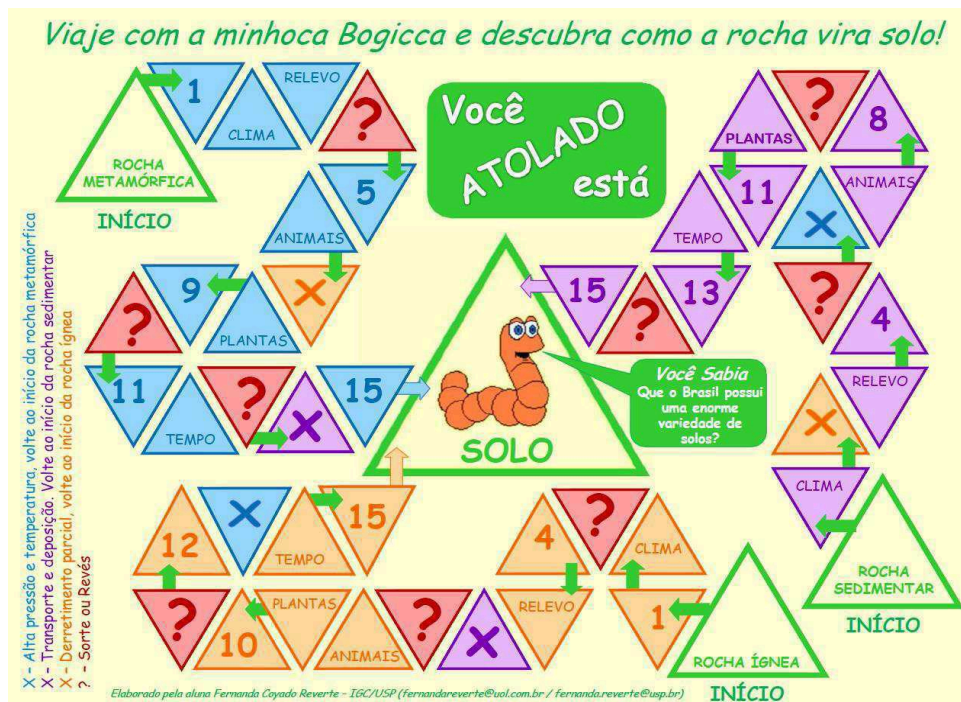 Viaje com a minhoca Bogicca e descubra como a rocha vira solo!
ROCHA
METAMÓRFICA
INÍCIO
1
CLIMA
RELEVO
?
5
ANIMAIS
X
PLANTAS
9
?
11
TEMPO
?
X
15
Você
ATOLADO
está
SOLO
Você Sabia
Que o Brasil possui
uma enorme
variedade de
solos?
ROCHA
SEDIMENTAR
INÍCIO
CLIMA
X
RELEVO
4
?
X
ANIMAIS
8
?
PLANTAS
11
TEMPO
13
?
15
ROCHA ÍGNEA
INÍCIO
1
CLIMA
?
4
RELEVO
X
?
ANIMAIS
PLANTAS
10
?
12
X
TEMPO
15
X - Alta pressão e temperatura, volte ao início da rocha metamórfica
X - Transporte e deposição. Volte ao início da rocha sedimentar
X - Derretimento parcial, volte ao início da rocha ígnea
? - Sorte ou Revés
Elaborado pela aluna Fernanda Coyado Reverte - IGC/USP (fernandareverte@uol.com.br / fernanda.reverte@usp.br)